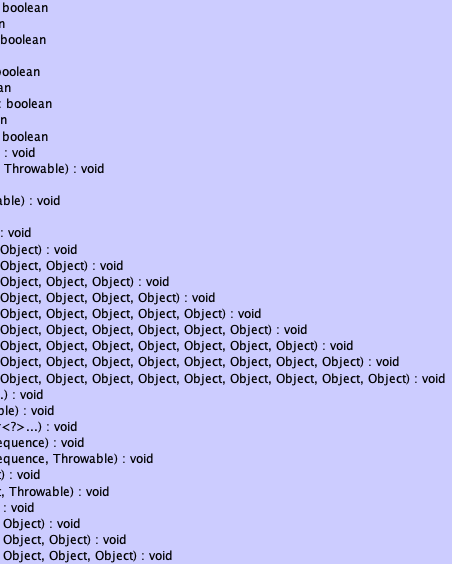 boolean
n
boolean
boolean
an
: boolean
n
boolean
: void
Throwable) : void
able) : void
: void
Object) : void
Object, Object) : void
Object, Object, Object) : void
Object, Object, Object, Object) : void
Object, Object, Object, Object, Object) : void
Object, Object, Object, Object, Object, Object) : void
Object, Object, Object, Object, Object, Object, Object) : void
Object, Object, Object, Object, Object, Object, Object, Object) : void
Object, Object, Object, Object, Object, Object, Object, Object, Object) : void
.) : void
ble) : void
<?>...) : void
equence) : void
equence, Throwable) : void
) : void
, Throwable) : void
: void
Object) : void
Object, Object) : void
Object, Object, Object) : void